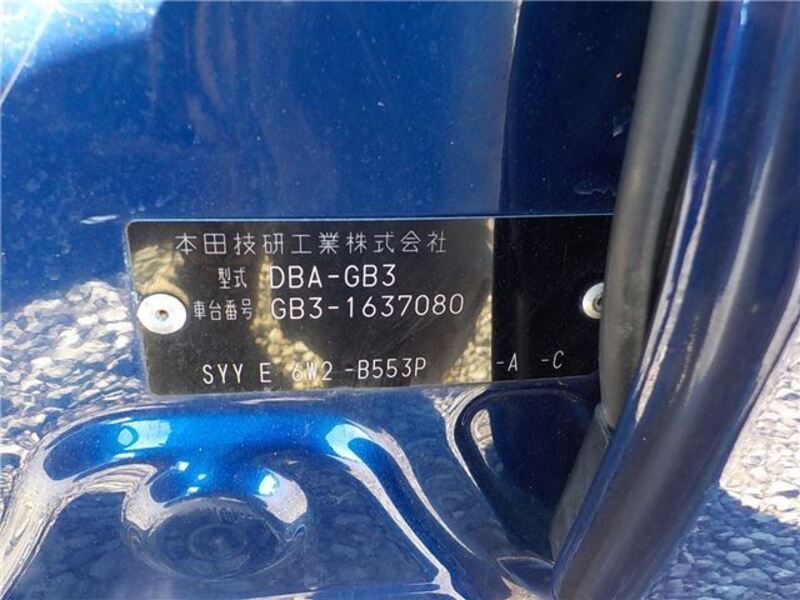 本田技研工業株式会社
型式 DBA-GB3
車台番号 GB3-1637080
SYY E 6W2 -B553P -A -C